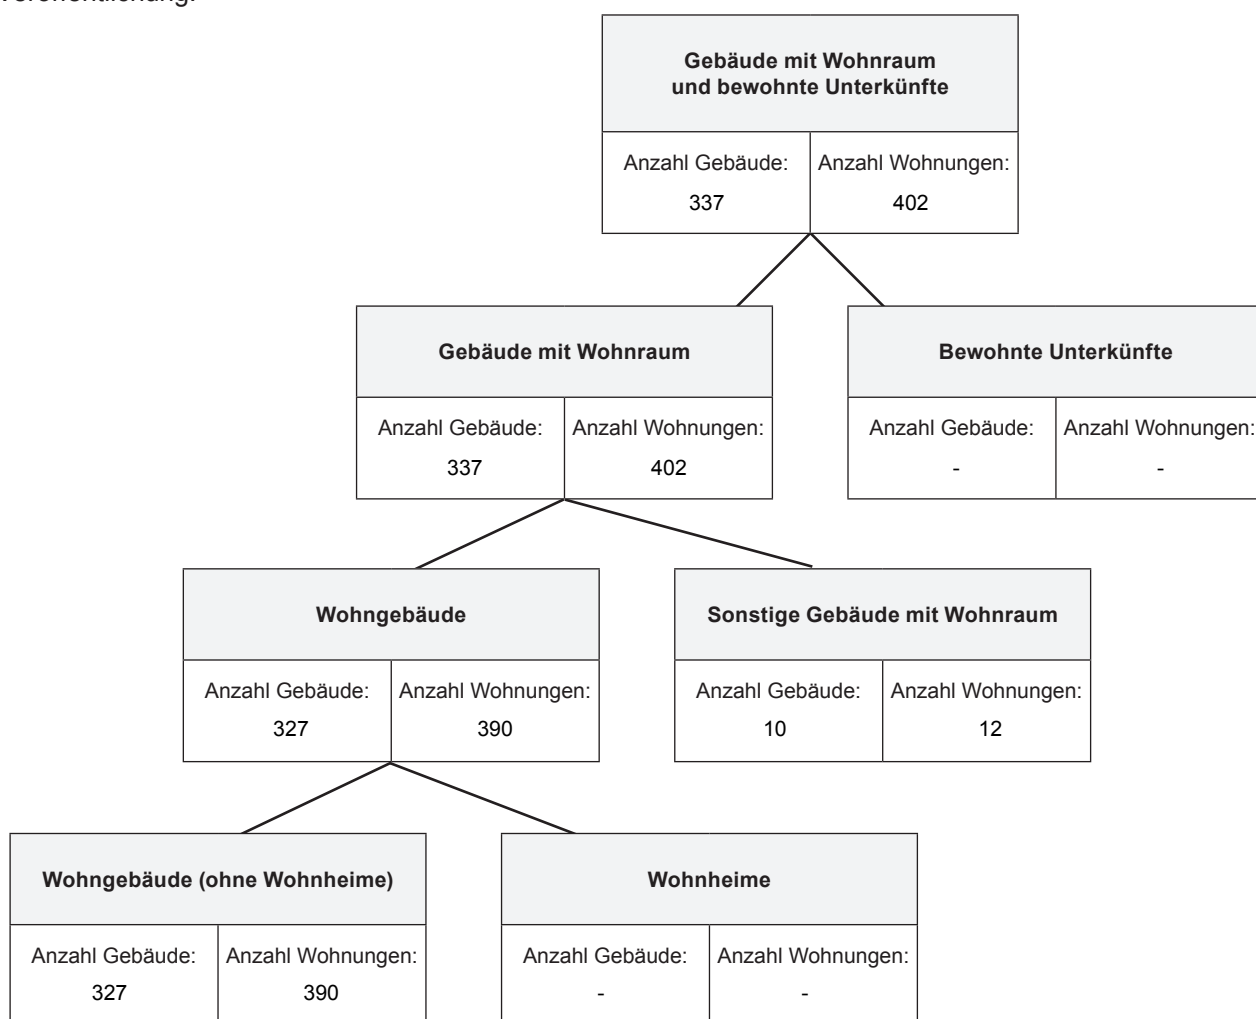 Veröffentlichung.
Gebäude mit Wohnraum
und bewohnte Unterkünfte
Anzahl Gebäude: Anzahl Wohnungen:
337 402
Gebäude mit Wohnraum
Anzahl Gebäude: Anzahl Wohnungen:
337 402
Bewohnte Unterkünfte
Anzahl Gebäude: Anzahl Wohnungen:
- -
Wohngebäude
Anzahl Gebäude: Anzahl Wohnungen:
327 390
Sonstige Gebäude mit Wohnraum
Anzahl Gebäude: Anzahl Wohnungen:
10 12
Wohngebäude (ohne Wohnheime)
Anzahl Gebäude: Anzahl Wohnungen:
327 390
Wohnheime
Anzahl Gebäude: Anzahl Wohnungen:
- -